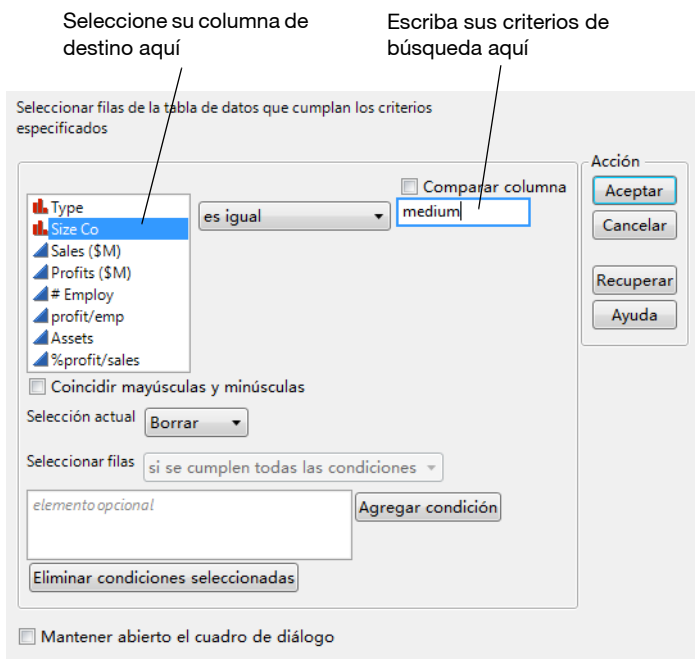 Seleccione su columna de
destino aquí
Escriba sus criterios de
búsqueda aquí
Seleccionar filas de la tabla de datos que cumplan los criterios
especificados
Acción
Comparar columna
Type
Size Co
Sales ($M)
Profits ($M)
# Employ
profit/emp
Assets
%profit/sales
es igual
medium
Aceptar
Cancelar
Recuperar
Ayuda
Coincidir mayúsculas y minúsculas
Selección actual
Borrar
Seleccionar filas
si se cumplen todas las condiciones
elemento opcional
Agregar condición
Eliminar condiciones seleccionadas
Mantener abierto el cuadro de diálogo